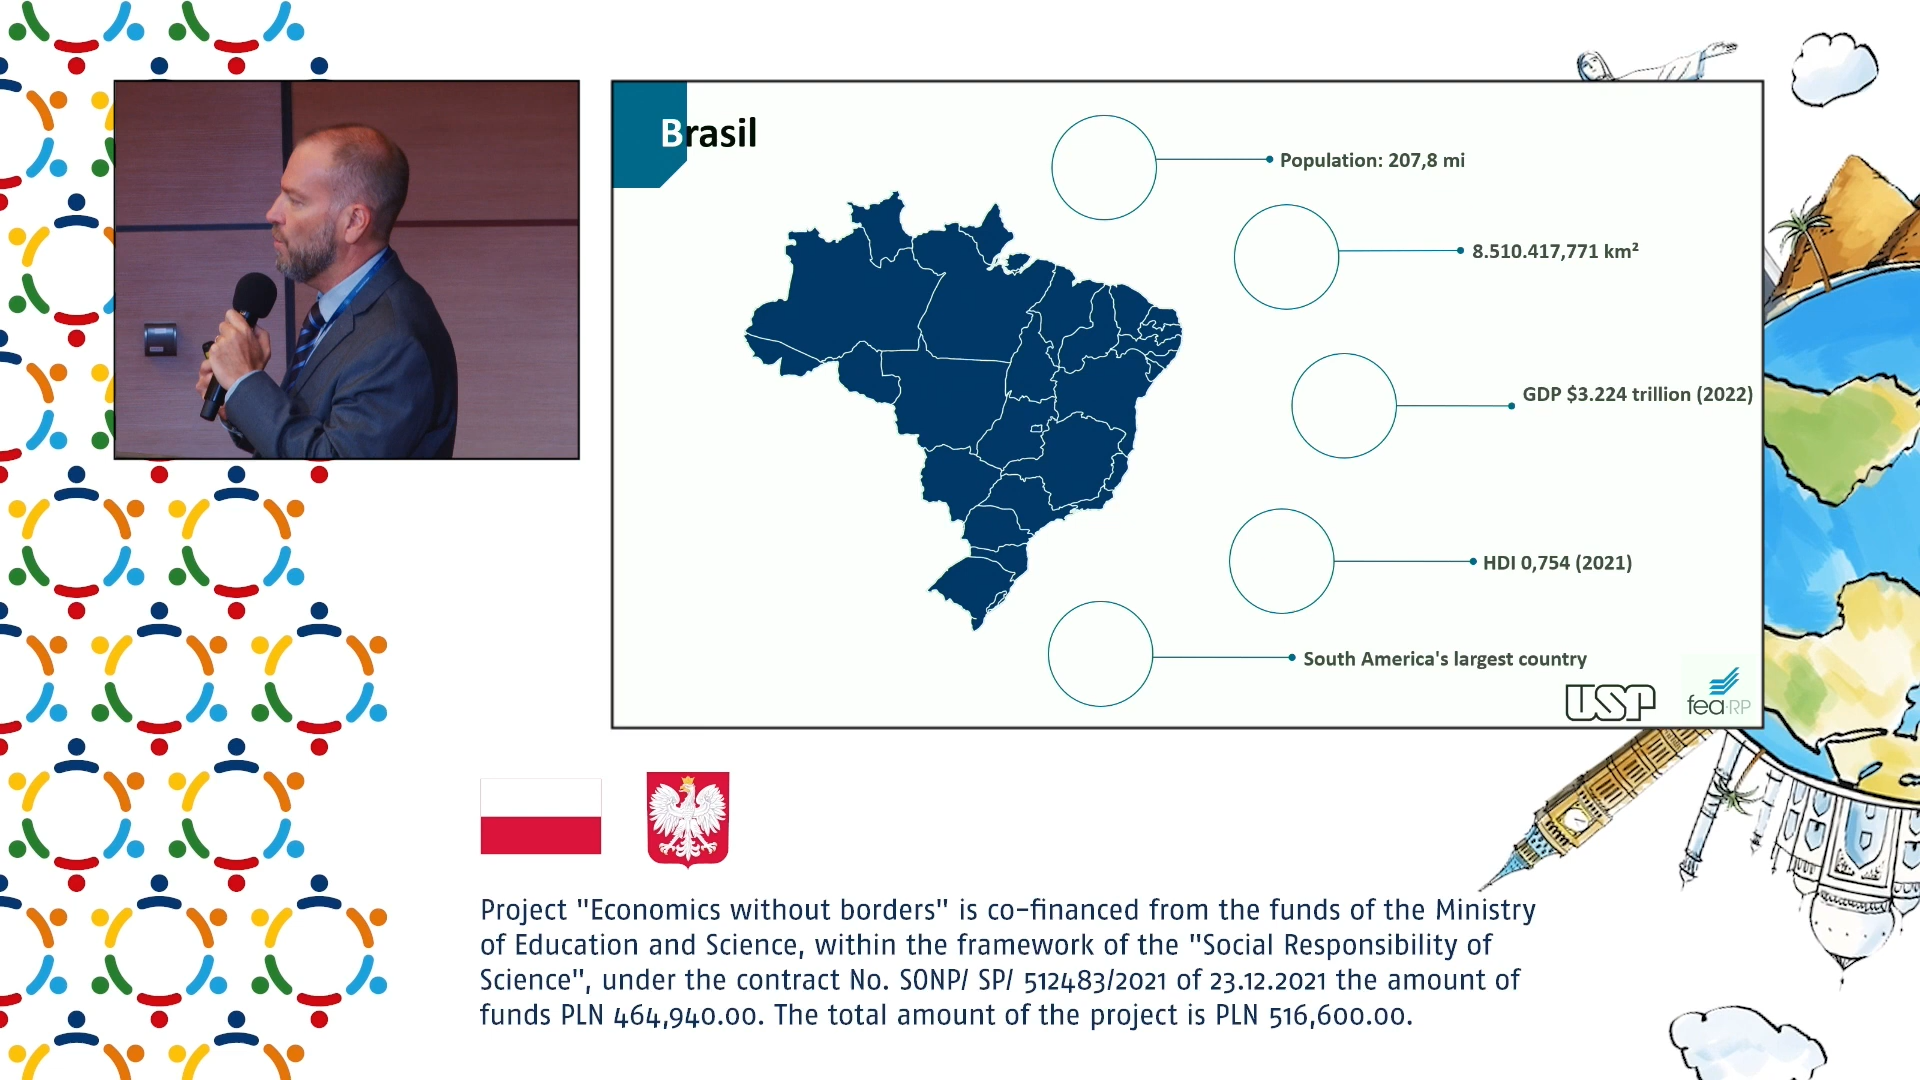 Brasil
Population: 207,8 mi
8.510.417,771 km²
GDP $3.224 trillion (2022)
HDI 0,754 (2021)
South America's largest country
USP
fea-RP
Project "Economics without borders" is co-financed from the funds of the Ministry
of Education and Science, within the framework of the "Social Responsibility of
Science", under the contract No. SONP/ SP/ 512483/2021 of 23.12.2021 the amount of
funds PLN 464,940.00. The total amount of the project is PLN 516,600.00.